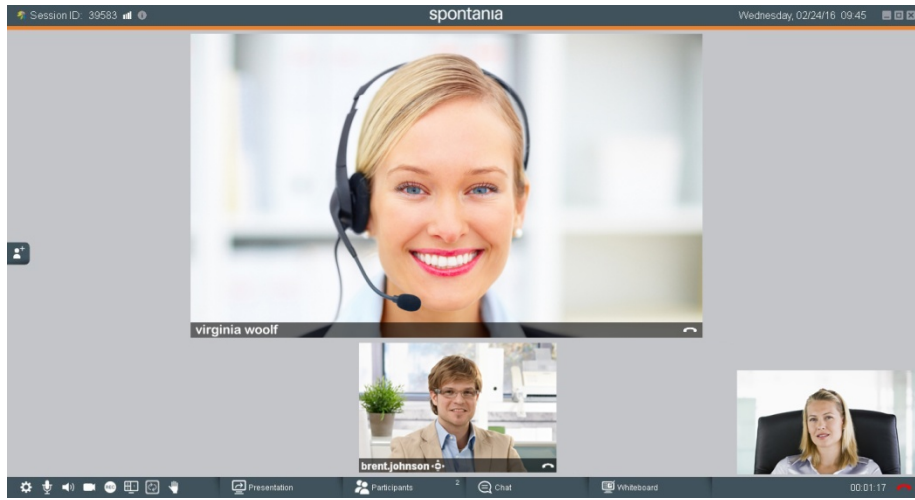 Session ID: 39583
spontania
Wednesday, 02/24/16 09:45
virginia woolf
brent.johnson
REC
Presentation
Participants 2
Chat
Whiteboard
00:01:17